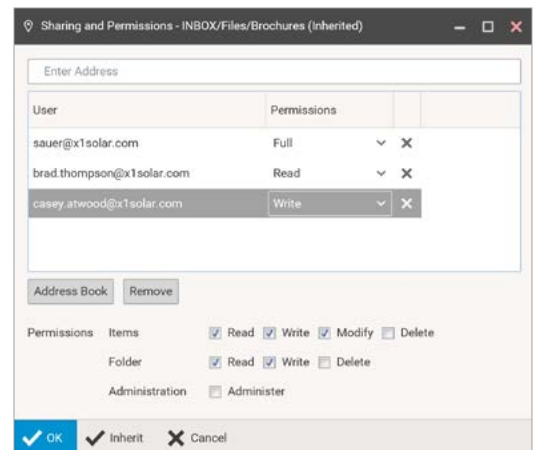 Sharing and Permissions - INBOX/Files/Brochures (Inherited)
Enter Address
User Permissions
sauer@x1solar.com Full
brad.thompson@x1solar.com Read
casey.atwood@x1solar.com Write
Address Book Remove
Permissions Items Read Write Modify Delete
Folder Read Write Delete
Administration Administer
OK Inherit Cancel